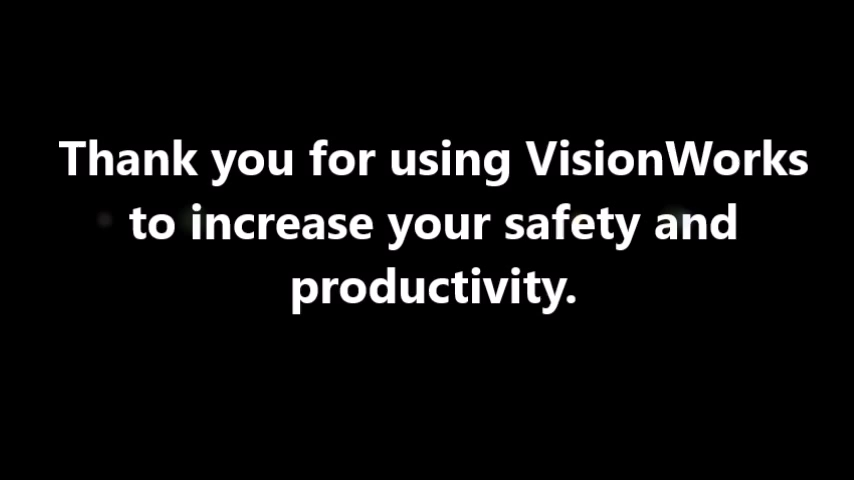 Thank you for using VisionWorks
to increase your safety and
productivity.